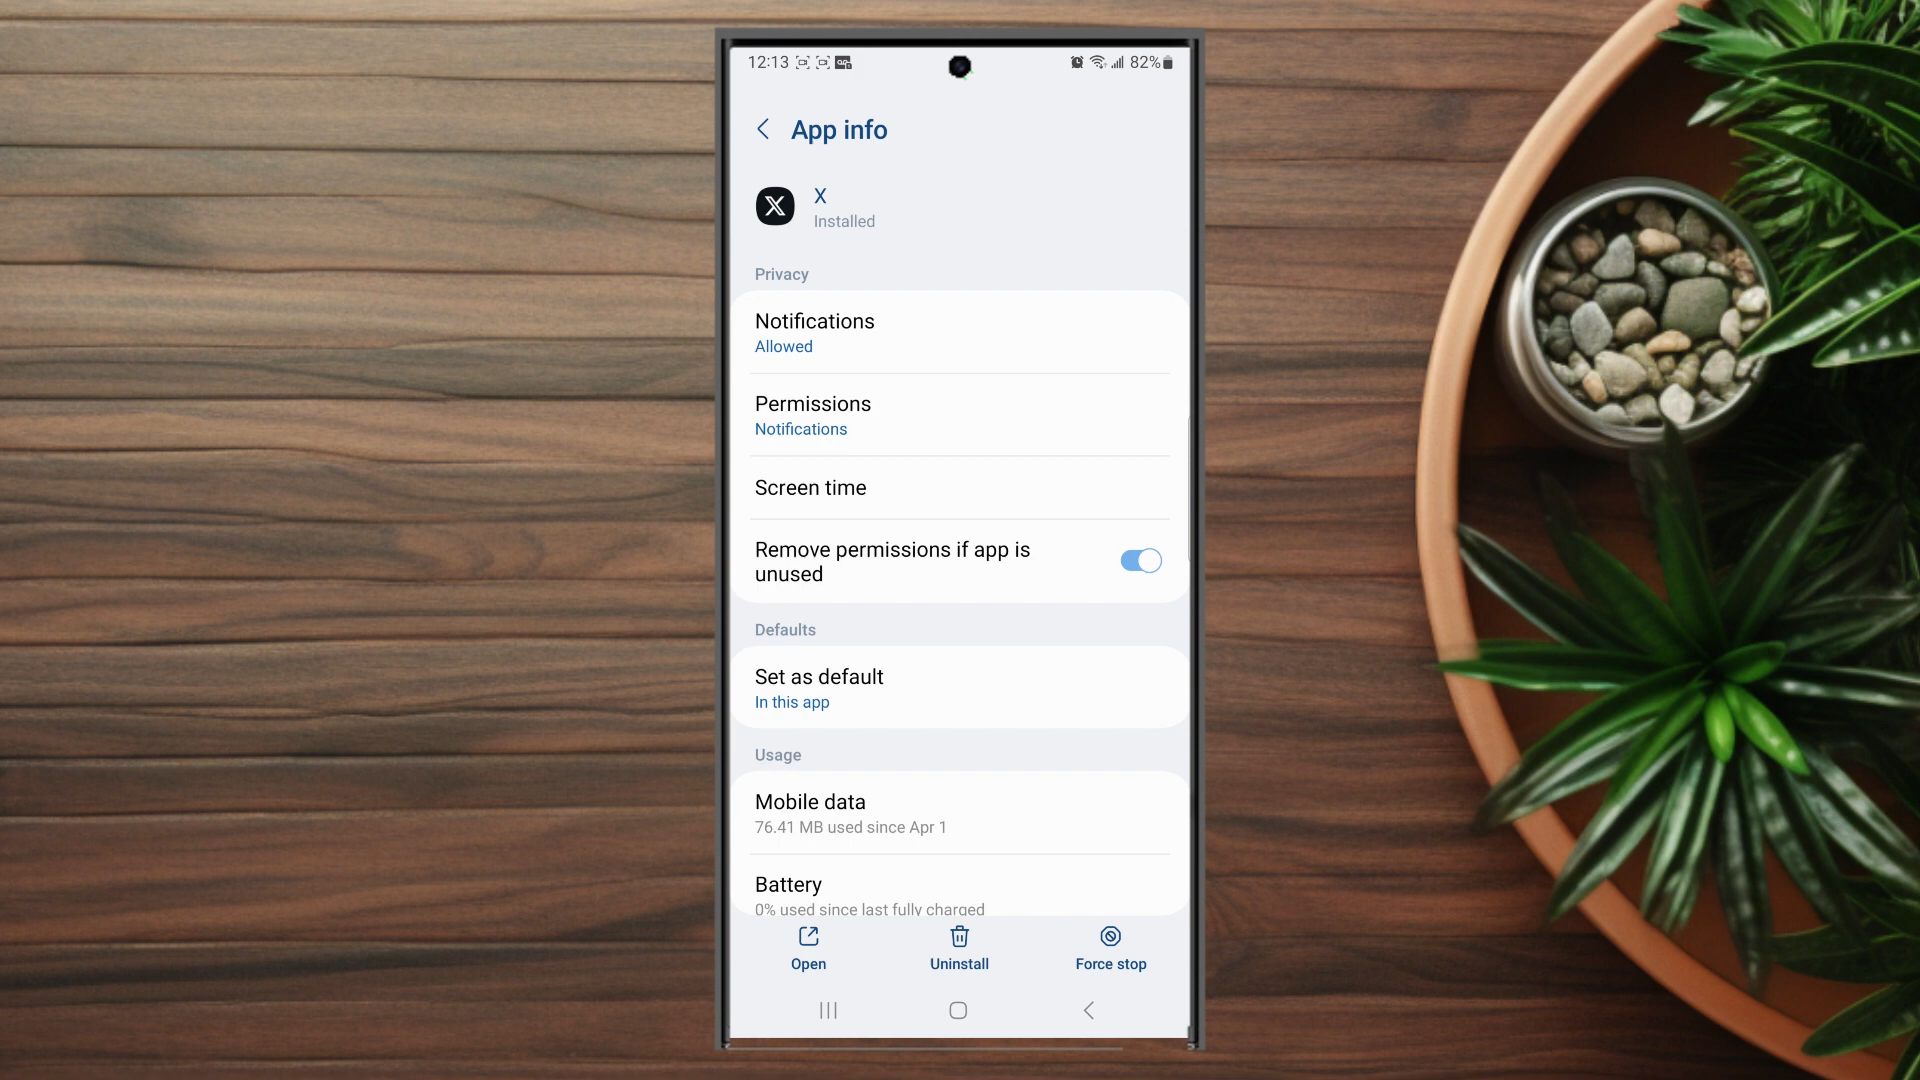 12:13 82%
App info
X
Installed
Privacy
Notifications
Allowed
Permissions
Notifications
Screen time
Remove permissions if app is
unused
Defaults
Set as default
In this app
Usage
Mobile data
76.41 MB used since Apr 1
Battery
0% used since last fully charged
Open Uninstall Force stop